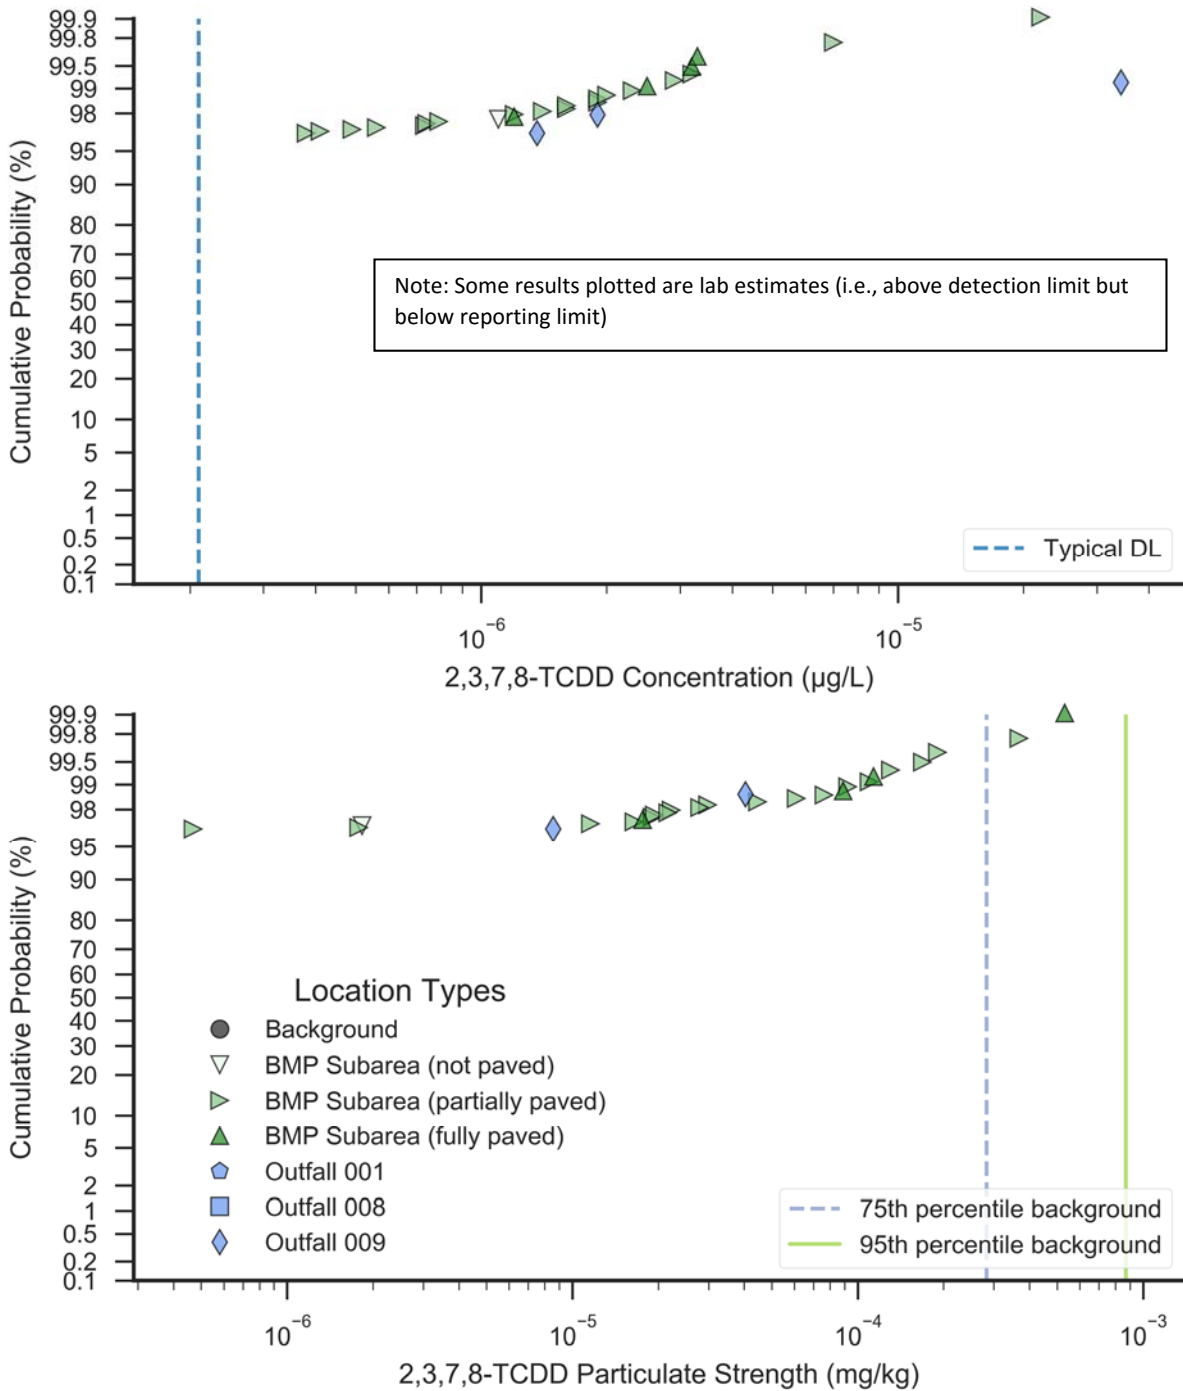 99.9
99.8
99.5
99
98
95
90
80
70
60
50
40
30
20
10
5
2
1
0.5
0.2
0.1
Cumulative Probability (%)
Note: Some results plotted are lab estimates (i.e., above detection limit but
below reporting limit)
Typical DL
10⁻⁶
10⁻⁵
2,3,7,8-TCDD Concentration (µg/L)
99.9
99.8
99.5
99
98
95
90
80
70
60
50
40
30
20
10
5
2
1
0.5
0.2
0.1
Cumulative Probability (%)
Location Types
Background
BMP Subarea (not paved)
BMP Subarea (partially paved)
BMP Subarea (fully paved)
Outfall 001
Outfall 008
Outfall 009
75th percentile background
95th percentile background
10⁻⁶
10⁻⁵
10⁻⁴
10⁻³
2,3,7,8-TCDD Particulate Strength (mg/kg)